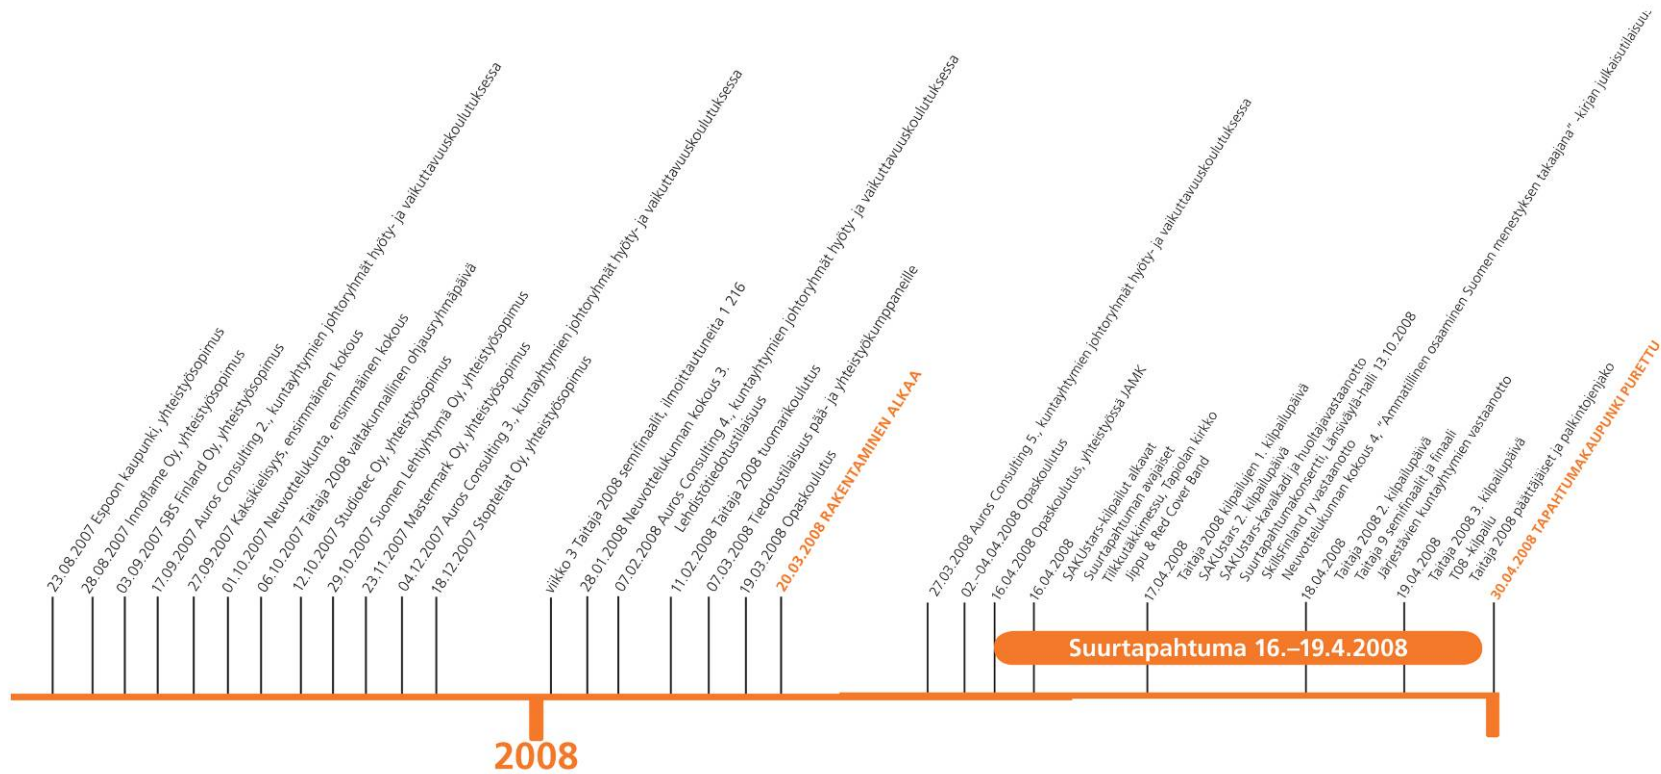 23.08.2007 Espoon kaupunki, yhteistyösopimus
28.08.2007 Innoflame Oy, yhteistyösopimus
03.09.2007 SBS Finland Oy, yhteistyösopimus
17.09.2007 Auros Consulting 2., kuntayhtymien johtoryhmät hyöty- ja vaikuttavuuskoulutuksessa
27.09.2007 Kaksikielisyys, ensimmäinen kokous
01.10.2007 Neuvottelukunta, ensimmäinen kokous
06.10.2007 Taitaja 2008 valtakunnallinen ohjausryhmäpäivä
12.10.2007 Studiotec Oy, yhteistyösopimus
29.10.2007 Suomen Lehtiyhtymä Oy, yhteistyösopimus
23.11.2007 Mastermark Oy, yhteistyösopimus
04.12.2007 Auros Consulting 3., kuntayhtymien johtoryhmät hyöty- ja vaikuttavuuskoulutuksessa
18.12.2007 Stopteltat Oy, yhteistyösopimus
viikko 3 Taitaja 2008 semifinaalit, ilmoittautuneita 1 216
28.01.2008 Neuvottelukunnan kokous 3.
07.02.2008 Auros Consulting 4., kuntayhtymien johtoryhmät hyöty- ja vaikuttavuuskoulutuksessa
Lehdistötiedotustilaisuus
11.02.2008 Taitaja 2008 tuomarikoulutus
07.03.2008 Tiedotustilaisuus pää- ja yhteistyökumppaneille
19.03.2008 Opaskoulutus
20.03.2008 RAKENTAMINEN ALKAA
27.03.2008 Auros Consulting 5., kuntayhtymien johtoryhmät hyöty- ja vaikuttavuuskoulutuksessa
02.–04.04.2008 Opaskoulutus
16.04.2008 Opaskoulutus, yhteistyössä JAMK
16.04.2008
SAKUstars-kilpailut alkavat
Suurtapahtuman avajaiset
Tilkkutäkkimessu, Tapiolan kirkko
Jippu & Red Cover Band
17.04.2008
Taitaja 2008 kilpailujen 1. kilpailupäivä
SAKUstars 2. kilpailupäivä
SAKUstars-kavalkadi ja huoltajavastaanotto
Suurtapahtumakonsertti, Länsiväylä-halli 13.10.2008
SkillsFinland ry vastaanotto
Neuvottelukunnan kokous 4, "Ammatillinen osaaminen Suomen menestyksen takaajana" -kirjan julkaisutilaisuus
18.04.2008
Taitaja 2008 2. kilpailupäivä
Taitaja 9 semifinaalit ja finaali
Järjestävien kuntayhtymien vastaanotto
19.04.2008
Taitaja 2008 3. kilpailupäivä
T08 -kilpailu
Taitaja 2008 päättäjäiset ja palkintojenjako
30.04.2008 TAPAHTUMAKAUPUNKI PURETTU
Suurtapahtuma 16.–19.4.2008
2008